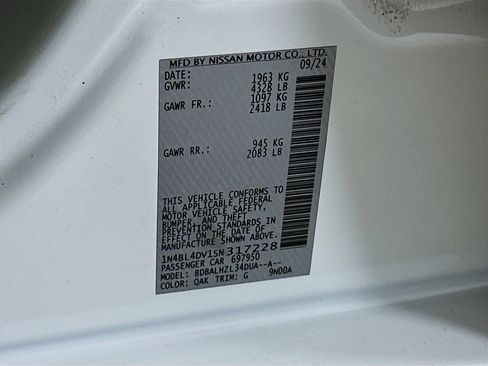 MFD BY NISSAN MOTOR CO., LTD.
DATE: 09/24
GVWR: 1963 KG
4328 LB
GAWR FR.: 1097 KG
2418 LB
GAWR RR.: 945 KG
2083 LB
THIS VEHICLE CONFORMS TO
ALL APPLICABLE FEDERAL
MOTOR VEHICLE SAFETY,
BUMPER, AND THEFT
PREVENTION STANDARDS IN
EFFECT ON THE DATE OF
MANUFACTURE SHOWN ABOVE.
1N4BL4DV1SN317228
PASSENGER CAR 697950
MODEL: BDBALHZL34DUA--A--
COLOR: QAK TRIM: G 9N00A